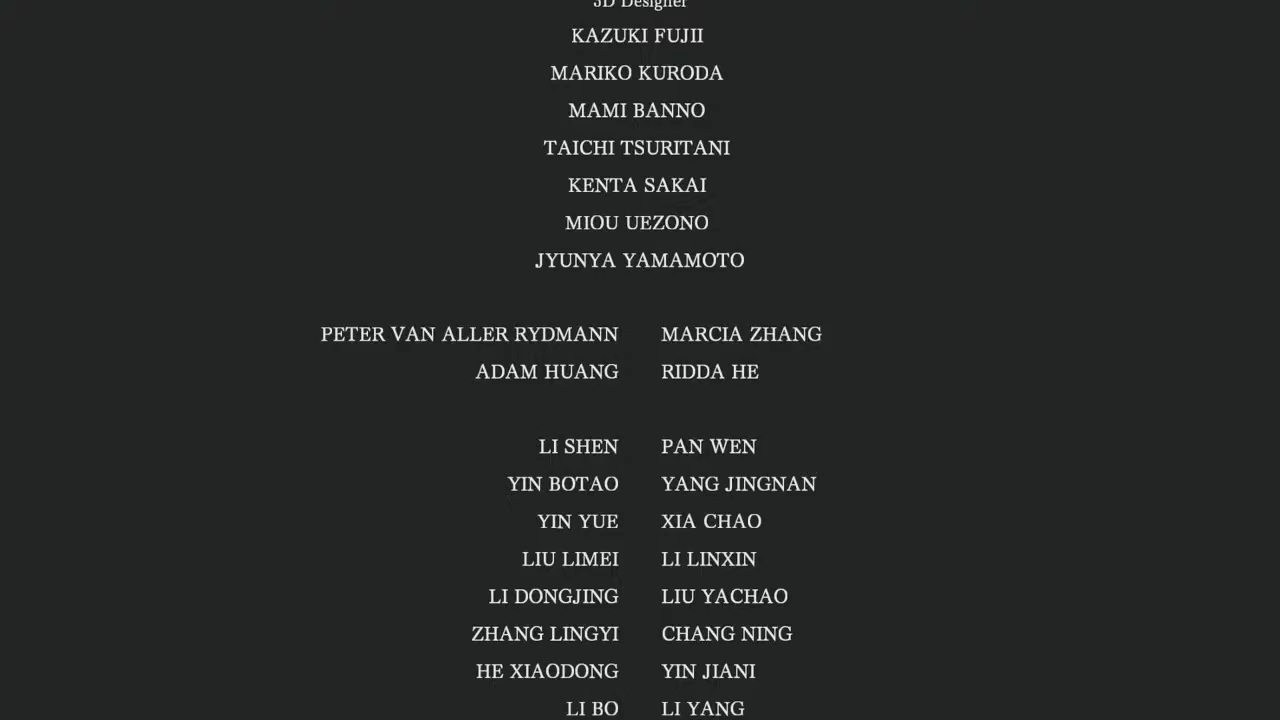 3D Designer
KAZUKI FUJII
MARIKO KURODA
MAMI BANNO
TAICHI TSURITANI
KENTA SAKAI
MIOU UEZONO
JYUNYA YAMAMOTO
PETER VAN ALLER RYDMANN MARCIA ZHANG
ADAM HUANG RIDDA HE
LI SHEN PAN WEN
YIN BOTAO YANG JINGNAN
YIN YUE XIA CHAO
LIU LIMEI LI LINXIN
LI DONGJING LIU YACHAO
ZHANG LINGYI CHANG NING
HE XIAODONG YIN JIANI
LI BO LI YANG